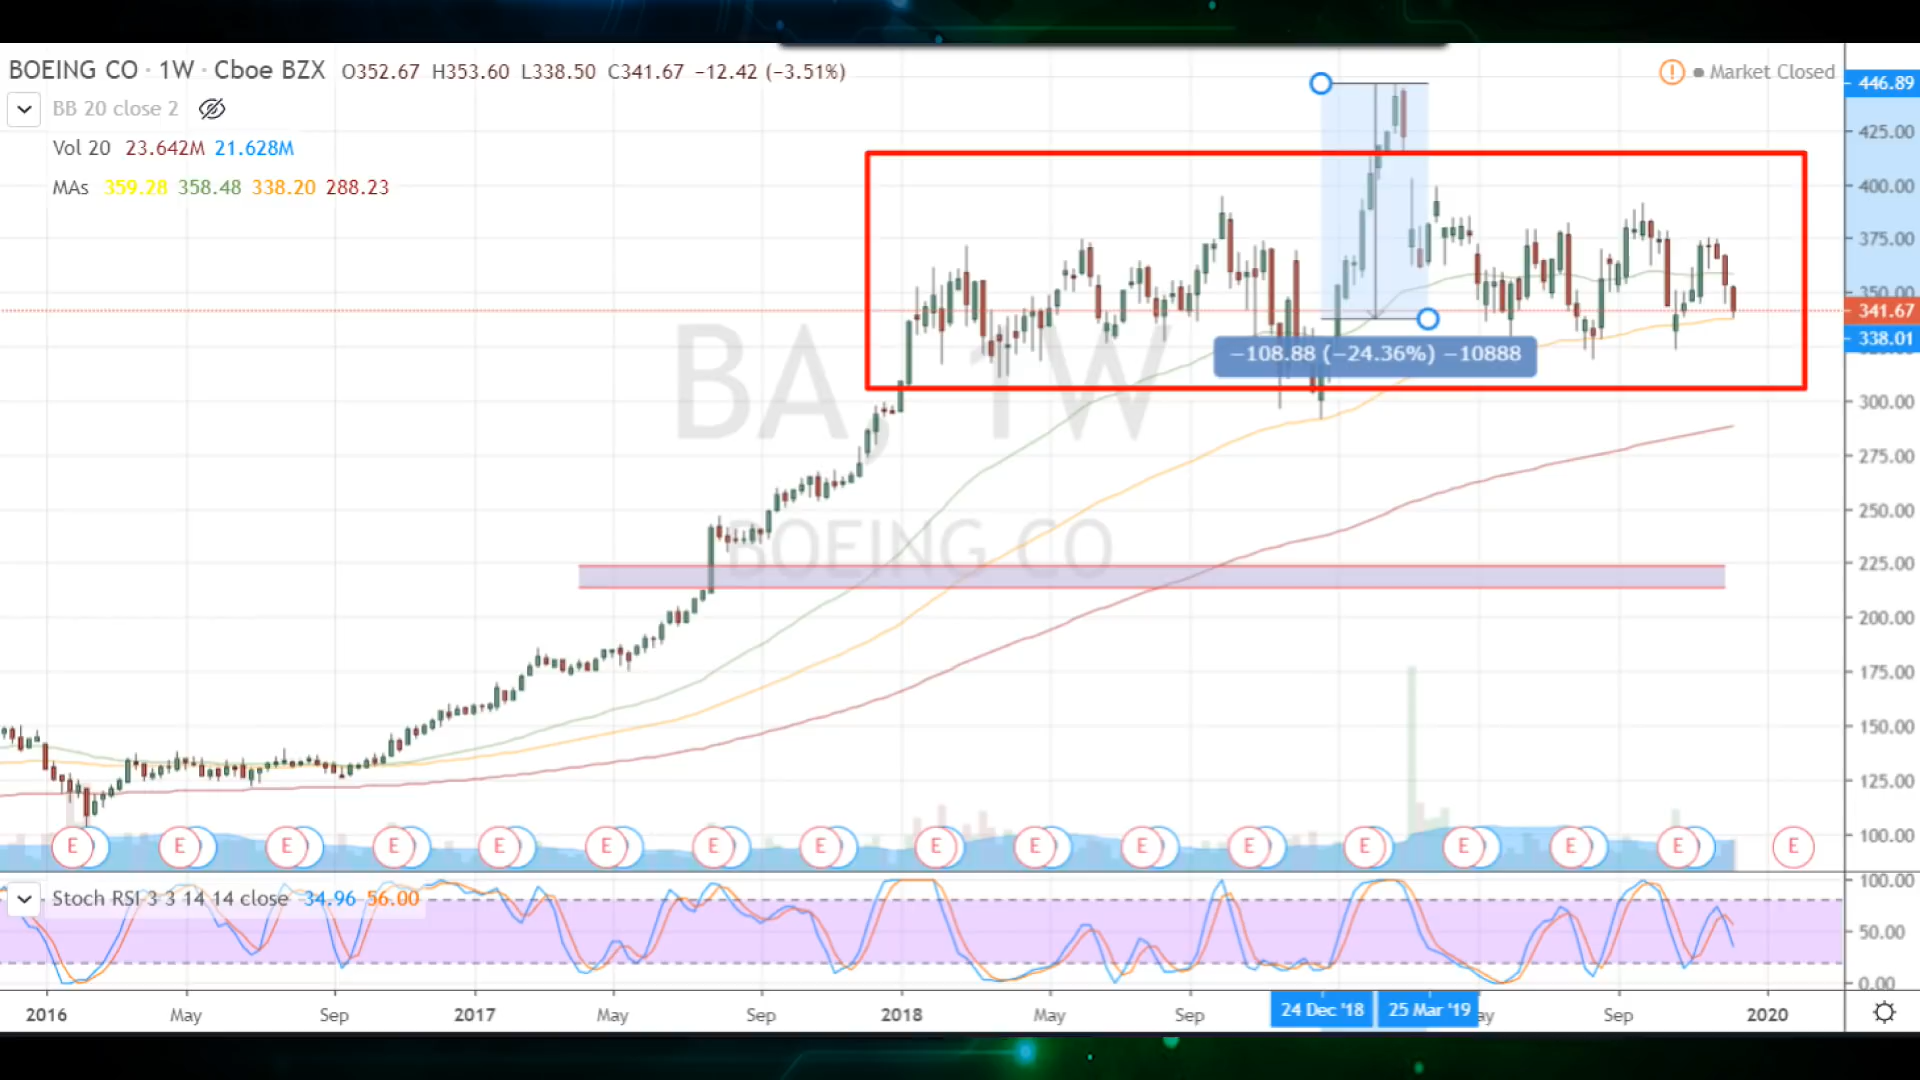 BOEING CO · 1W · Cboe BZX O352.67 H353.60 L338.50 C341.67 −12.42 (−3.51%)
Market Closed
BB 20 close 2
Vol 20 23.642M 21.628M
MAs 359.28 358.48 338.20 288.23
446.89
425.00
400.00
375.00
350.00
341.67
338.01
300.00
275.00
250.00
225.00
200.00
175.00
150.00
125.00
100.00
−108.88 (−24.36%) −10888
BA, 1W
BOEING CO
E E E E E E E E E E E E E E E E E
Stoch RSI 3 3 14 14 close 34.96 56.00
100.00
50.00
0.00
2016 May Sep 2017 May Sep 2018 May Sep 24 Dec '18 25 Mar '19 ay Sep 2020